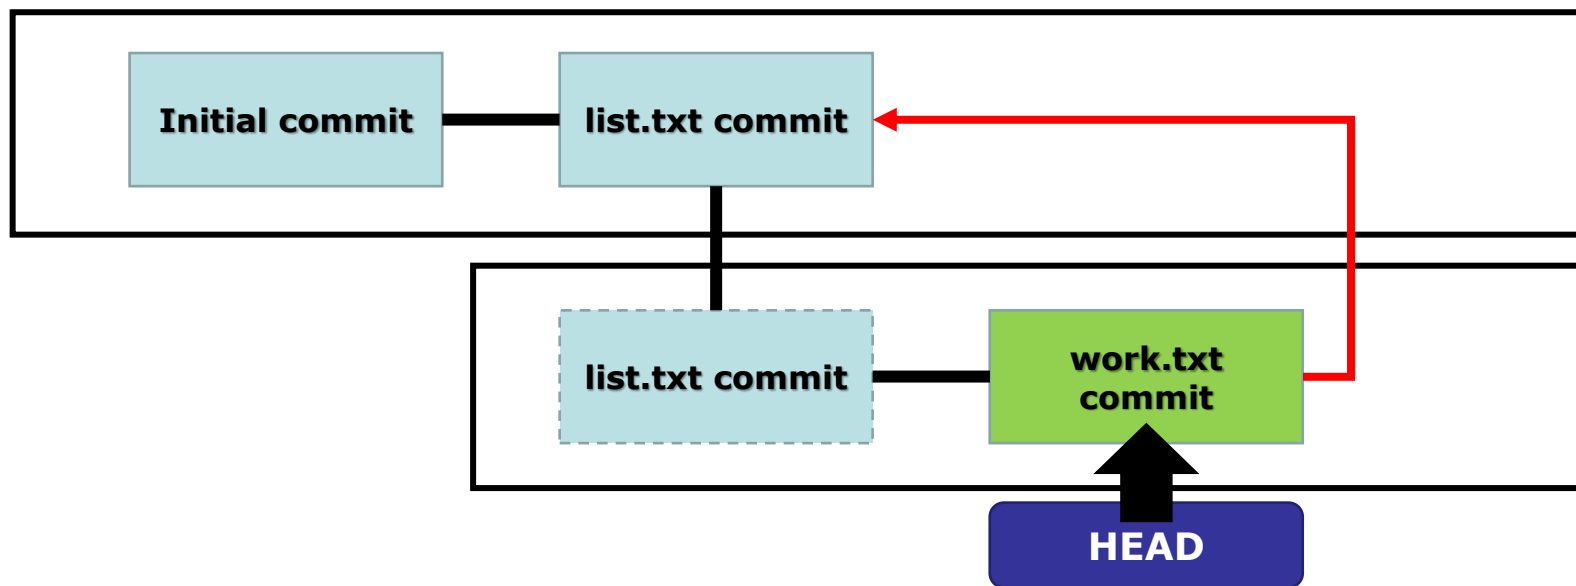 Initial commit
list.txt commit
list.txt commit
work.txt
commit
HEAD